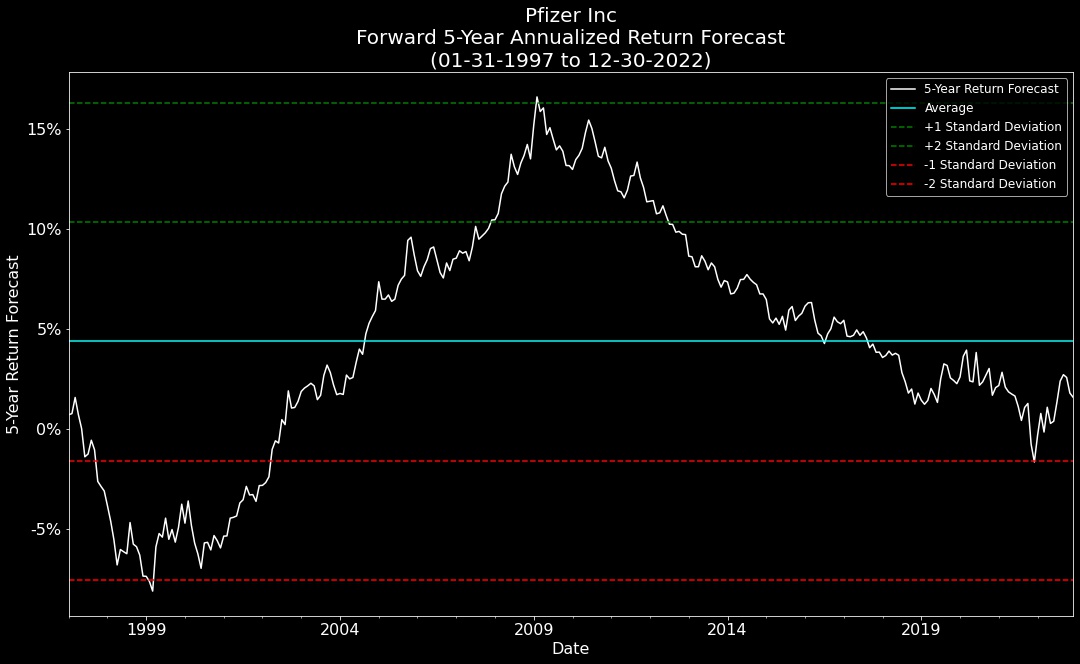 Pfizer Inc
Forward 5-Year Annualized Return Forecast
(01-31-1997 to 12-30-2022)
5-Year Return Forecast
Average
+1 Standard Deviation
+2 Standard Deviation
-1 Standard Deviation
-2 Standard Deviation
5-Year Return Forecast
15%
10%
5%
0%
-5%
1999
2004
2009
2014
2019
Date